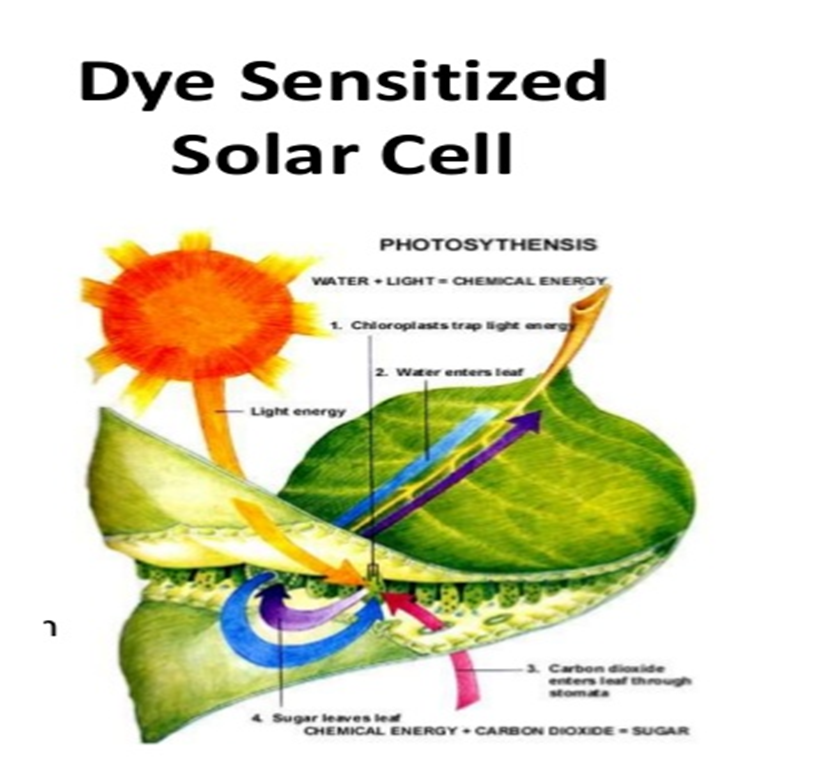 Dye Sensitized
Solar Cell
PHOTOSYTHENSIS
WATER + LIGHT = CHEMICAL ENERGY
1. Chloroplasts trap light energy
2. Water enters leaf
Light energy
3. Carbon dioxide
enters leaf through
stomata
4. Sugar leaves leaf
CHEMICAL ENERGY + CARBON DIOXIDE = SUGAR